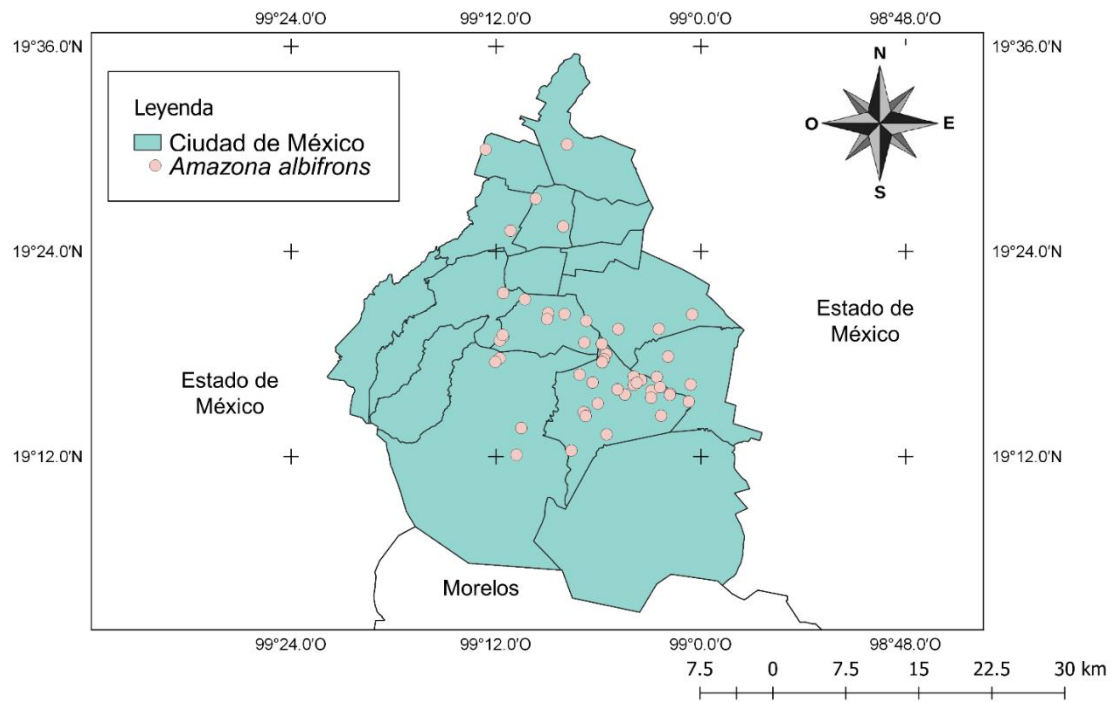 99°24.0'O 99°12.0'O 99°00.0'O 98°48.0'O
19°36.0'N 19°36.0'N
N
Leyenda
Ciudad de México
Amazona albifrons
O E
S
19°24.0'N 19°24.0'N
Estado de
México
Estado de
México
19°12.0'N 19°12.0'N
Morelos
99°24.0'O 99°12.0'O 99°00.0'O 98°48.0'O
7.5 0 7.5 15 22.5 30 km